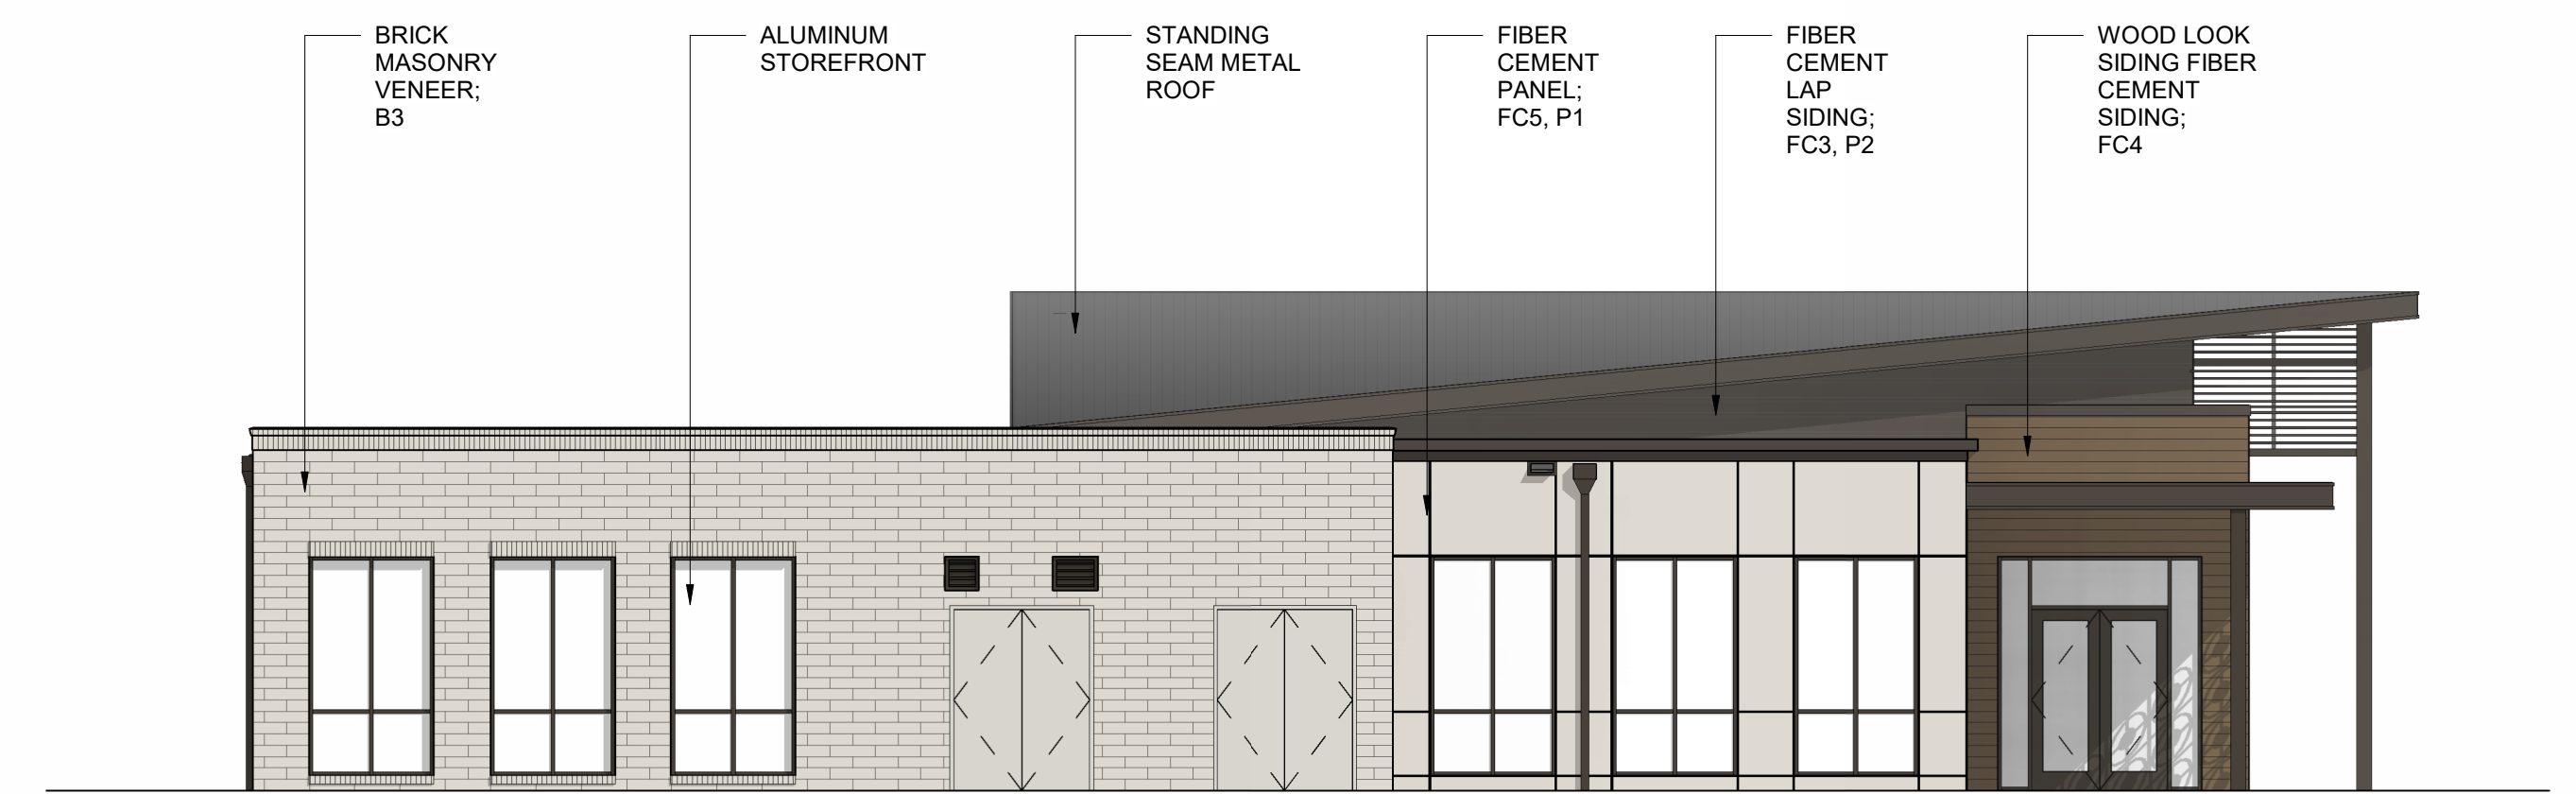 BRICK
MASONRY
VENEER;
B3
ALUMINUM
STOREFRONT
STANDING
SEAM METAL
ROOF
FIBER
CEMENT
PANEL;
FC5, P1
FIBER
CEMENT
LAP
SIDING;
FC3, P2
WOOD LOOK
SIDING FIBER
CEMENT
SIDING;
FC4